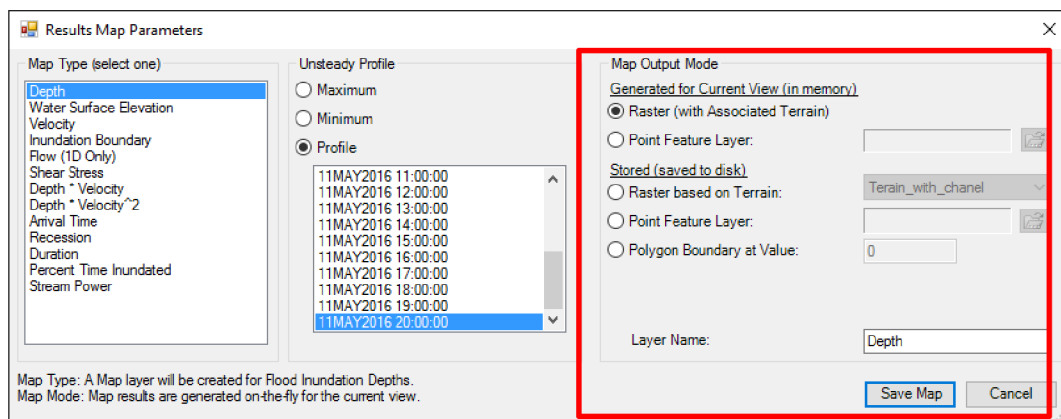 Results Map Parameters
Map Type (select one)
Depth
Water Surface Elevation
Velocity
Inundation Boundary
Flow (1D Only)
Shear Stress
Depth * Velocity
Depth * Velocity^2
Arrival Time
Recession
Duration
Percent Time Inundated
Stream Power
Unsteady Profile
Maximum
Minimum
Profile
11MAY2016 11:00:00
11MAY2016 12:00:00
11MAY2016 13:00:00
11MAY2016 14:00:00
11MAY2016 15:00:00
11MAY2016 16:00:00
11MAY2016 17:00:00
11MAY2016 18:00:00
11MAY2016 19:00:00
11MAY2016 20:00:00
Map Output Mode
Generated for Current View (in memory)
Raster (with Associated Terrain)
Point Feature Layer:
Stored (saved to disk)
Raster based on Terrain: Terain_with_chanel
Point Feature Layer:
Polygon Boundary at Value: 0
Layer Name: Depth
Map Type: A Map layer will be created for Flood Inundation Depths.
Map Mode: Map results are generated on-the-fly for the current view.
Save Map Cancel